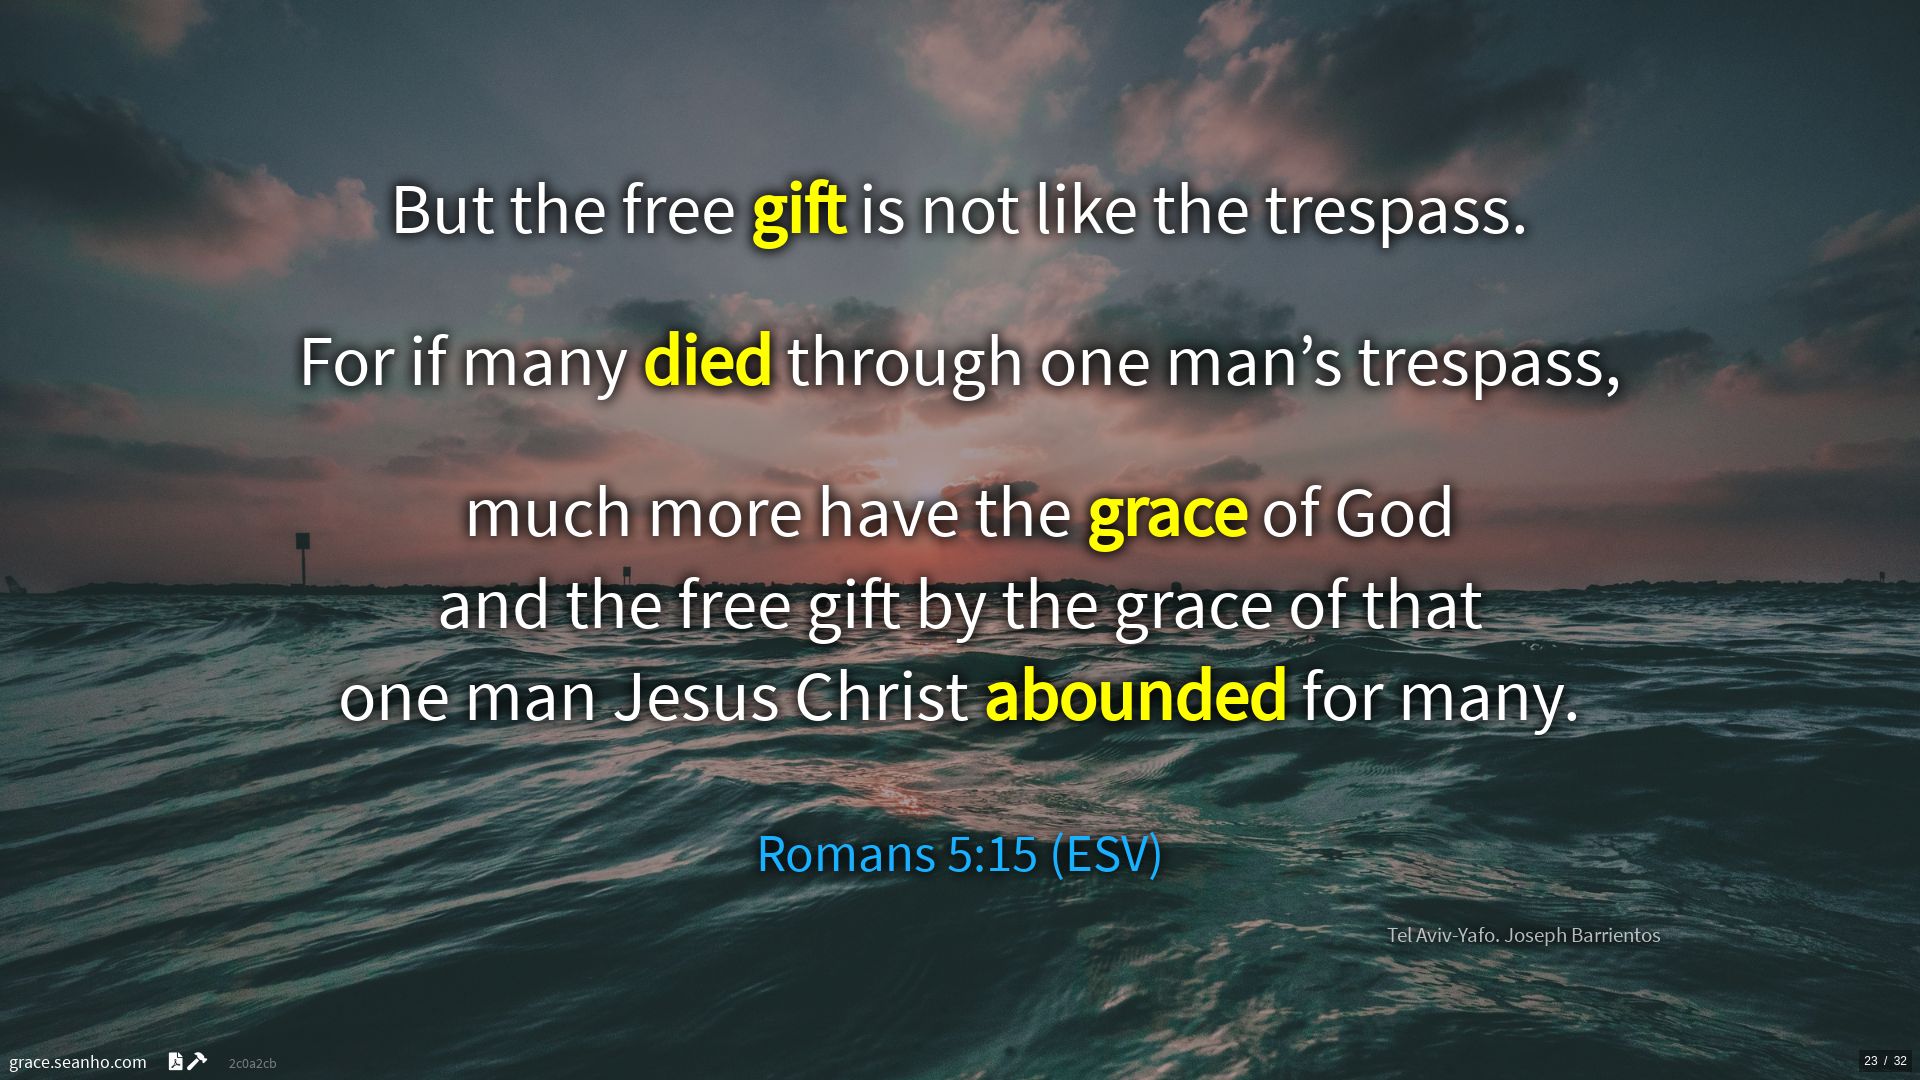 But the free gift is not like the trespass.
For if many died through one man’s trespass,
much more have the grace of God
and the free gift by the grace of that
one man Jesus Christ abounded for many.
Romans 5:15 (ESV)
Tel Aviv-Yafo. Joseph Barrientos
grace.seanho.com 2c0a2cb
23 / 32